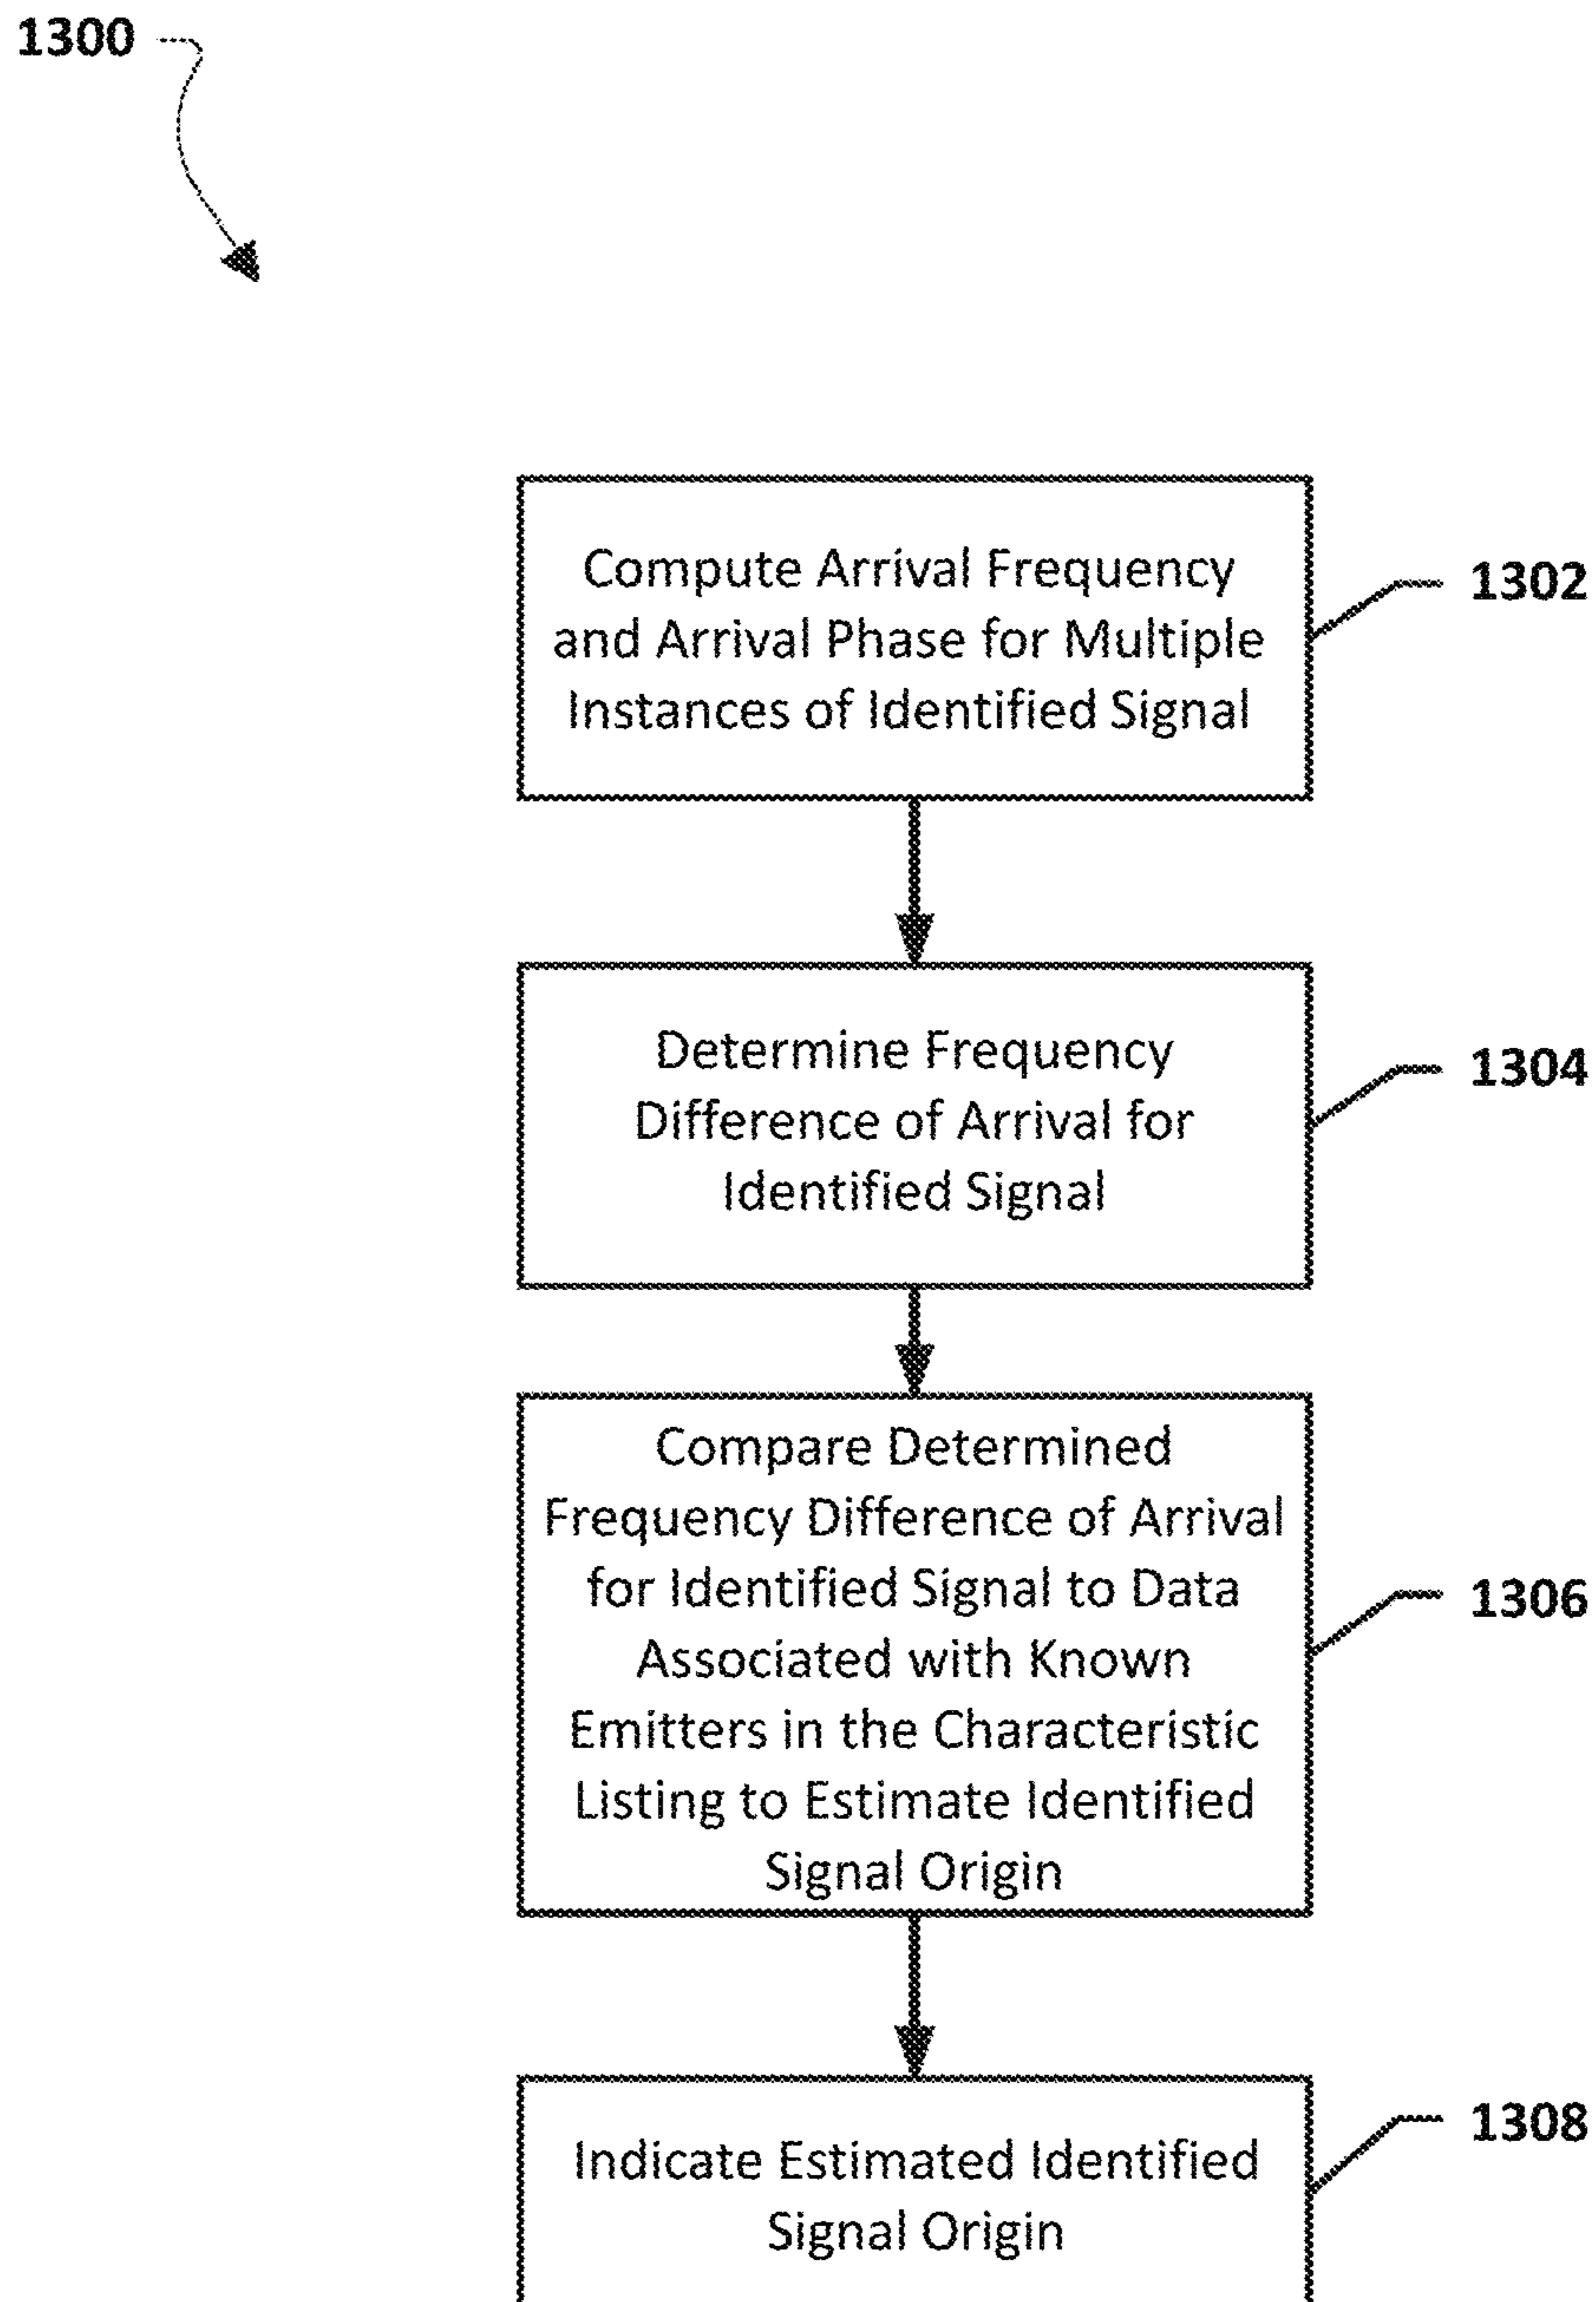 1300
Compute Arrival Frequency
and Arrival Phase for Multiple
Instances of Identified Signal
1302
Determine Frequency
Difference of Arrival for
Identified Signal
1304
Compare Determined
Frequency Difference of Arrival
for Identified Signal to Data
Associated with Known
Emitters in the Characteristic
Listing to Estimate Identified
Signal Origin
1306
Indicate Estimated Identified
Signal Origin
1308